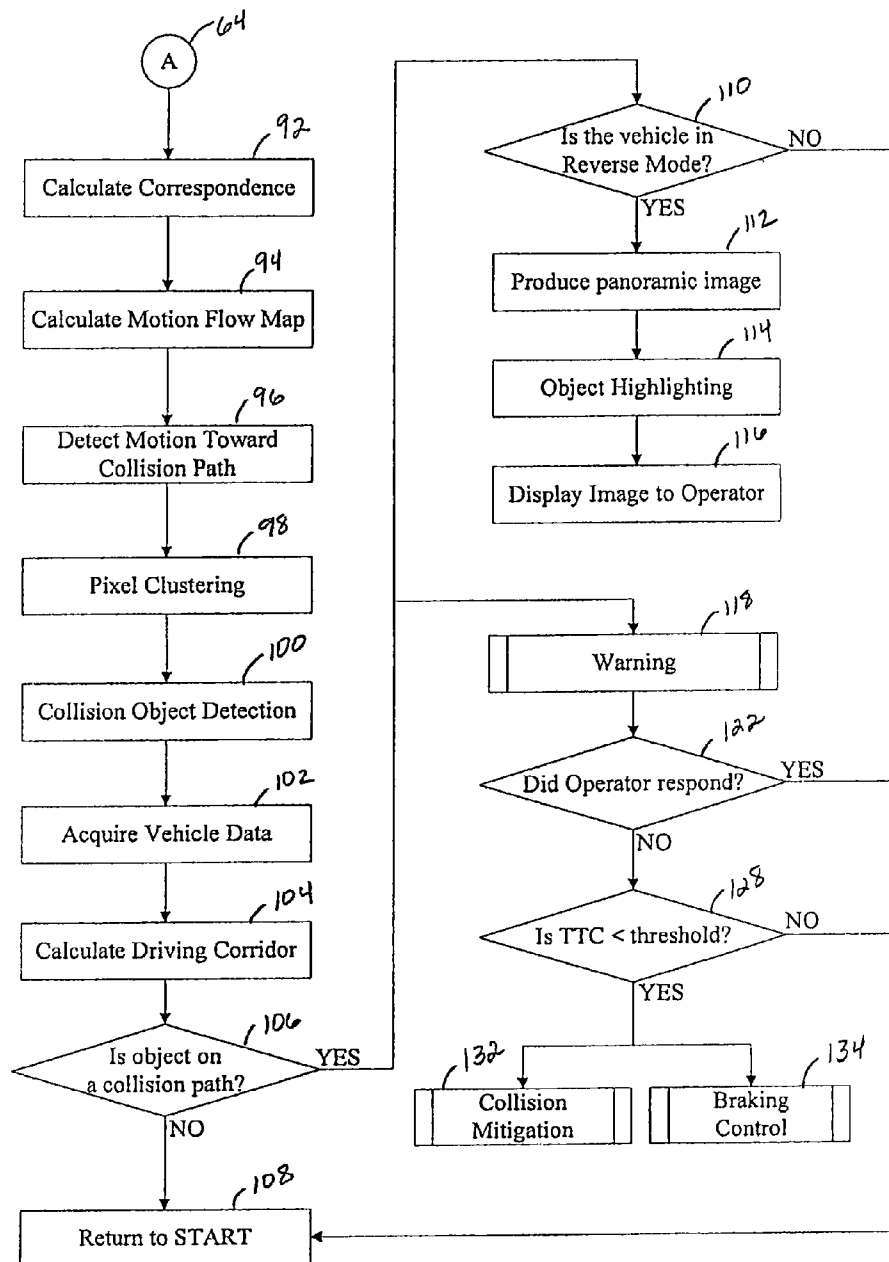 64
A
92
Calculate Correspondence
94
Calculate Motion Flow Map
96
Detect Motion Toward
Collision Path
98
Pixel Clustering
100
Collision Object Detection
102
Acquire Vehicle Data
104
Calculate Driving Corridor
106
Is object on
a collision path?
YES
NO
108
Return to START
110
Is the vehicle in
Reverse Mode?
NO
YES
112
Produce panoramic image
114
Object Highlighting
116
Display Image to Operator
118
Warning
122
Did Operator respond?
YES
NO
128
Is TTC < threshold?
NO
YES
132
Collision
Mitigation
134
Braking
Control